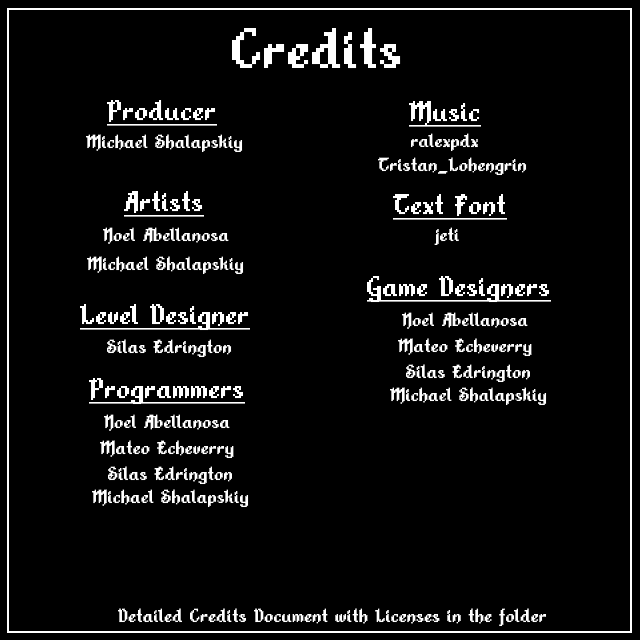 Credits
Producer
Michael Shalapskiy
Artists
Noel Abellanosa
Michael Shalapskiy
Level Designer
Silas Edrington
Programmers
Noel Abellanosa
Mateo Echeverry
Silas Edrington
Michael Shalapskiy
Music
ralexpdx
Tristan_Lohengrin
Text Font
jeti
Game Designers
Noel Abellanosa
Mateo Echeverry
Silas Edrington
Michael Shalapskiy
Detailed Credits Document with Licenses in the folder